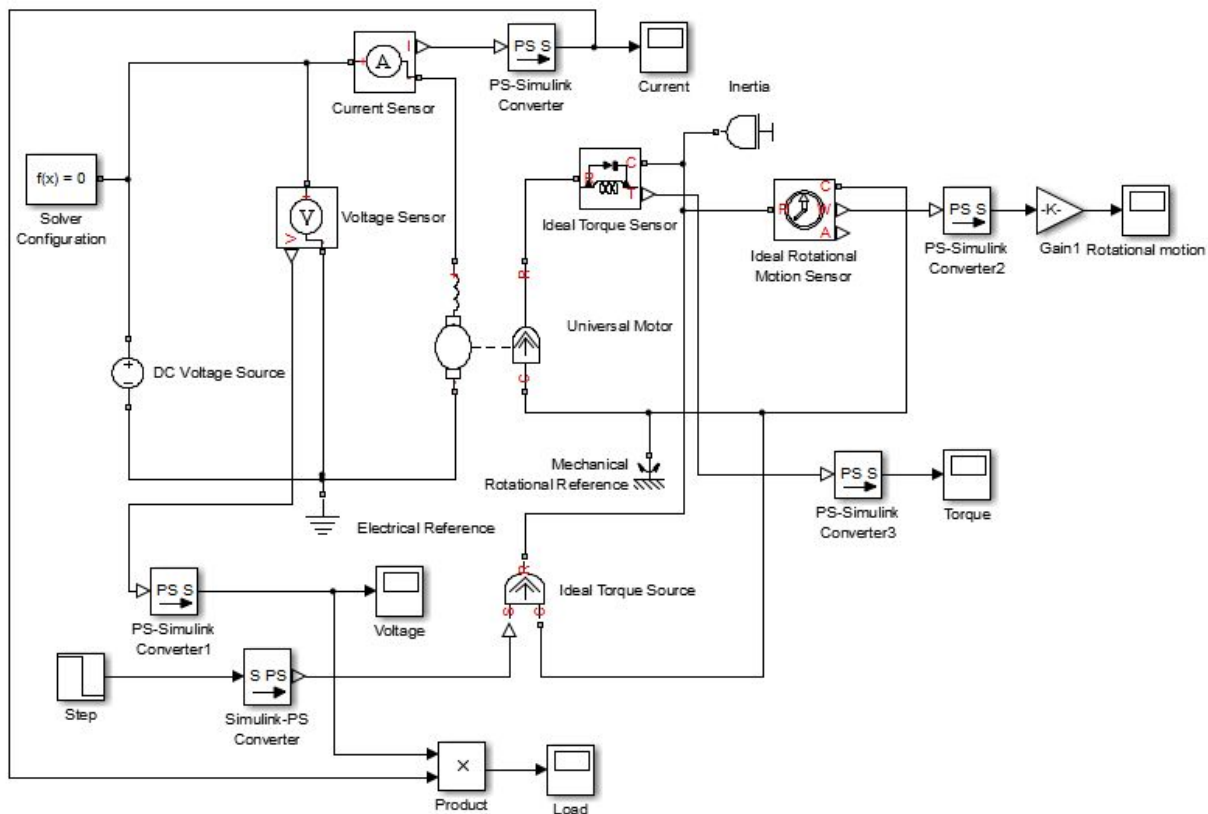 A
I
PS S
PS-Simulink
Converter
Current
Current Sensor
Inertia
f(x) = 0
Solver
Configuration
V
V
Voltage Sensor
R
C
T
Ideal Torque Sensor
R
C
W
A
Ideal Rotational
Motion Sensor
PS S
PS-Simulink
Converter2
-K-
Gain1
Rotational motion
R
C
Universal Motor
DC Voltage Source
Mechanical
Rotational Reference
PS S
PS-Simulink
Converter3
Torque
Electrical Reference
PS S
PS-Simulink
Converter1
Voltage
R
S
C
Ideal Torque Source
Step
S PS
Simulink-PS
Converter
×
Product
Load